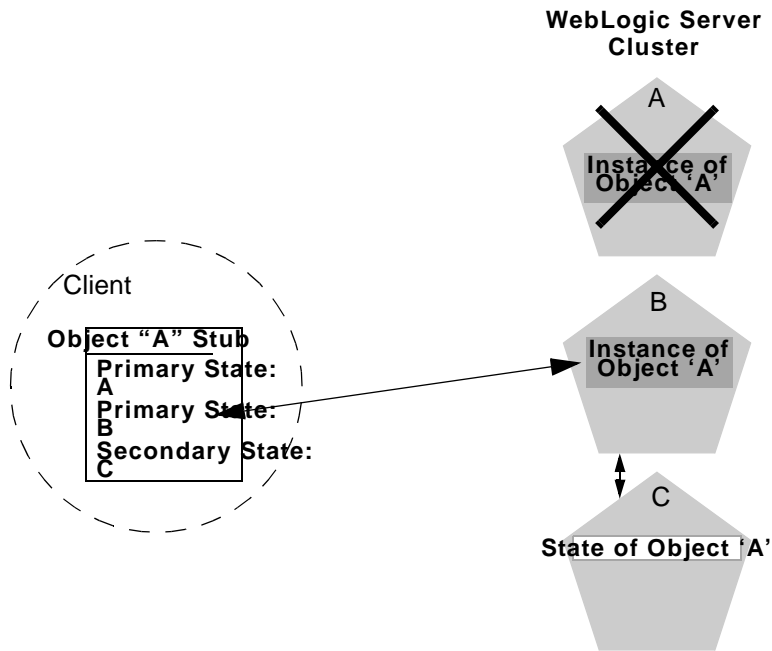 WebLogic Server
Cluster
A
Instance of
Object ‘A’
Client
Object “A” Stub
Primary State:
A
Primary State:
B
Secondary State:
C
B
Instance of
Object ‘A’
C
State of Object ‘A’